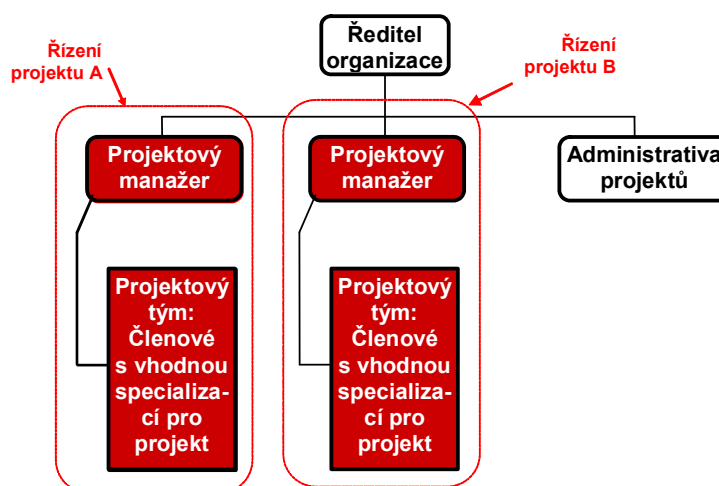 Ředitel
organizace
Řízení
projektu A
Řízení
projektu B
Projektový
manažer
Projektový
manažer
Administrativa
projektů
Projektový
tým:
Členové
s vhodnou
specializa-
cí pro
projekt
Projektový
tým:
Členové
s vhodnou
specializa-
cí pro
projekt